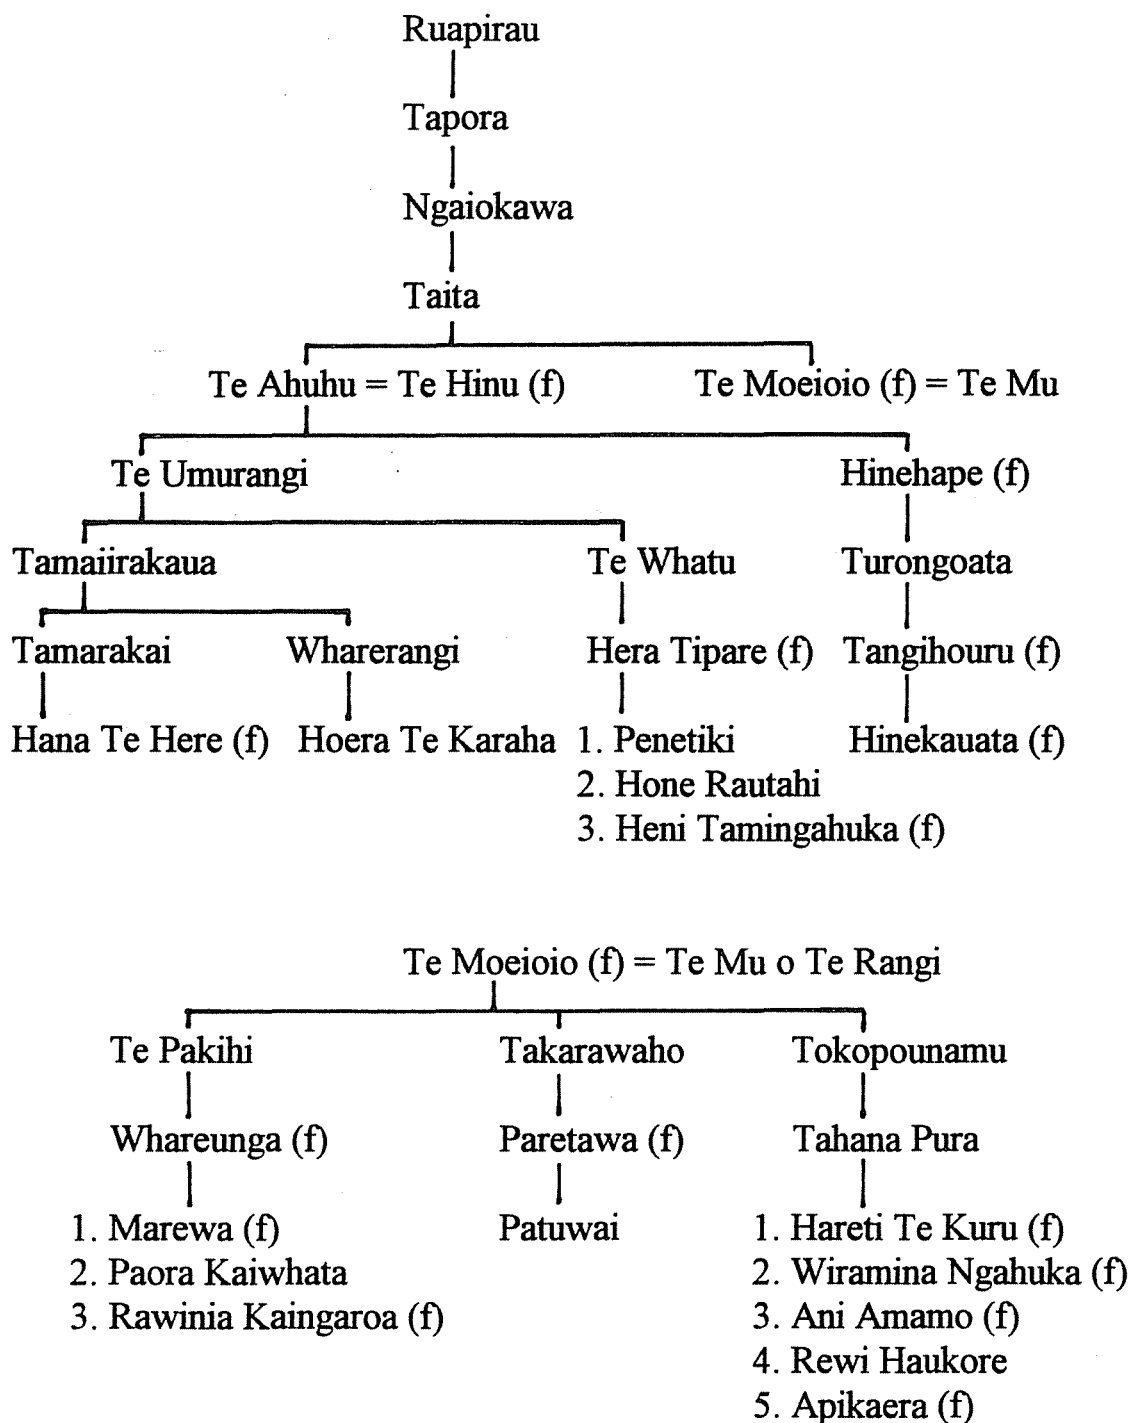 Ruapirau
Tapora
Ngaiokawa
Taita
Te Ahuhu = Te Hinu (f) Te Moeioio (f) = Te Mu
Te Umurangi Hinehape (f)
Tamaiirakaua Te Whatu Turongoata
Tamarakai Wharerangi Hera Tipare (f) Tangihouru (f)
Hana Te Here (f) Hoera Te Karaha 1. Penetiki Hinekauata (f)
2. Hone Rautahi
3. Heni Tamingahuka (f)
Te Moeioio (f) = Te Mu o Te Rangi
Te Pakihi Takarawaho Tokopounamu
Whareunga (f) Paretawa (f) Tahana Pura
1. Marewa (f) Patuwai 1. Hareti Te Kuru (f)
2. Paora Kaiwhata 2. Wiramina Ngahuka (f)
3. Rawinia Kaingaroa (f) 3. Ani Amamo (f)
4. Rewi Haukore
5. Apikaera (f)